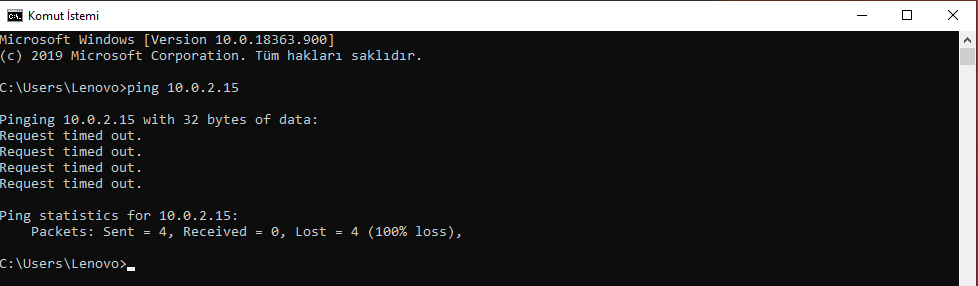 Komut İstemi
Microsoft Windows [Version 10.0.18363.900]
(c) 2019 Microsoft Corporation. Tüm hakları saklıdır.
C:\Users\Lenovo>ping 10.0.2.15
Pinging 10.0.2.15 with 32 bytes of data:
Request timed out.
Request timed out.
Request timed out.
Request timed out.
Ping statistics for 10.0.2.15:
    Packets: Sent = 4, Received = 0, Lost = 4 (100% loss),
C:\Users\Lenovo>